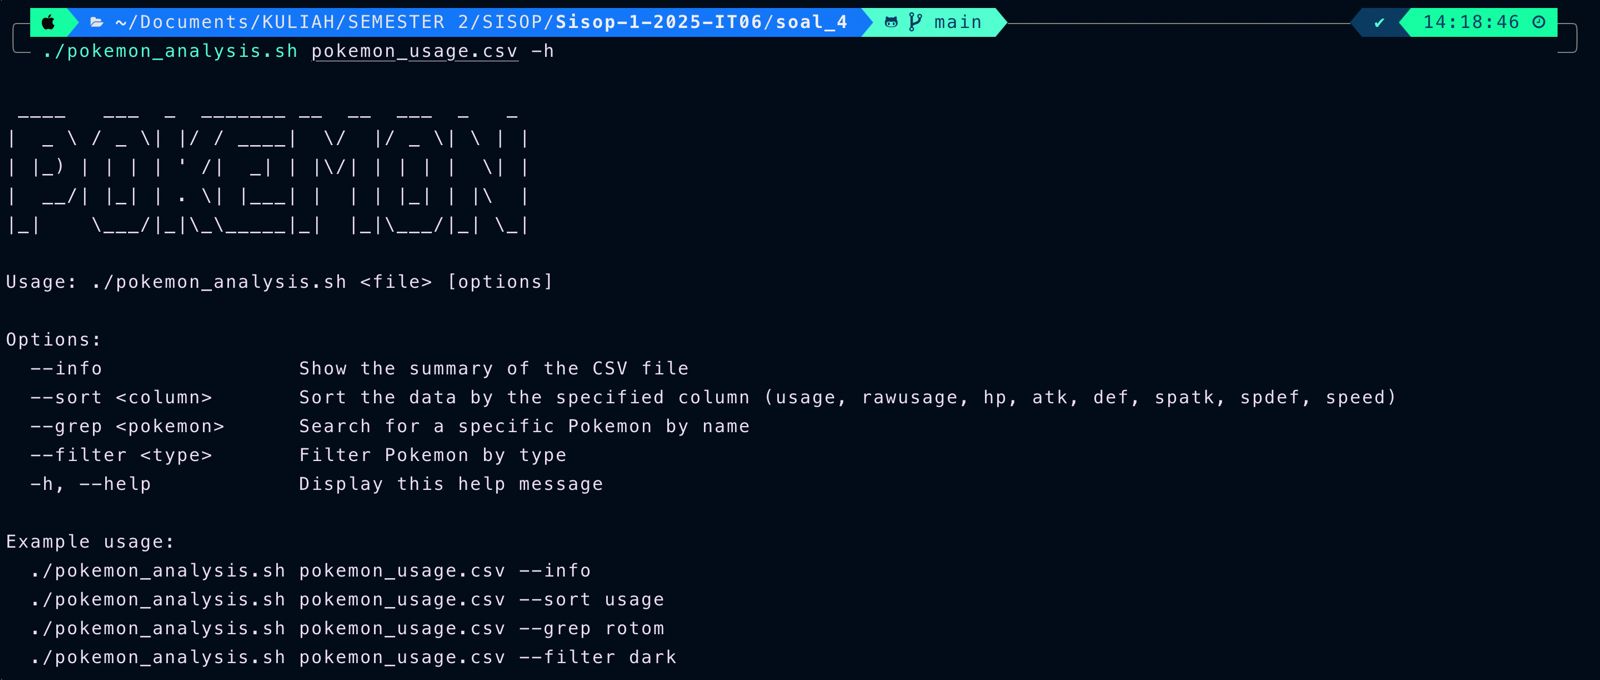 ~/Documents/KULIAH/SEMESTER 2/SISOP/Sisop-1-2025-IT06/soal_4 main ✔ 14:18:46
./pokemon_analysis.sh pokemon_usage.csv -h
 ____   ___  _  _______ __  __  ___  _   _
|  _ \ / _ \| |/ / ____|  \/  |/ _ \| \ | |
| |_) | | | | ' /|  _| | |\/| | | | |  \| |
|  __/| |_| | . \| |___| |  | | |_| | |\  |
|_|    \___/|_|\_\_____|_|  |_|\___/|_| \_|
Usage: ./pokemon_analysis.sh <file> [options]
Options:
  --info                Show the summary of the CSV file
  --sort <column>       Sort the data by the specified column (usage, rawusage, hp, atk, def, spatk, spdef, speed)
  --grep <pokemon>      Search for a specific Pokemon by name
  --filter <type>       Filter Pokemon by type
  -h, --help            Display this help message
Example usage:
  ./pokemon_analysis.sh pokemon_usage.csv --info
  ./pokemon_analysis.sh pokemon_usage.csv --sort usage
  ./pokemon_analysis.sh pokemon_usage.csv --grep rotom
  ./pokemon_analysis.sh pokemon_usage.csv --filter dark